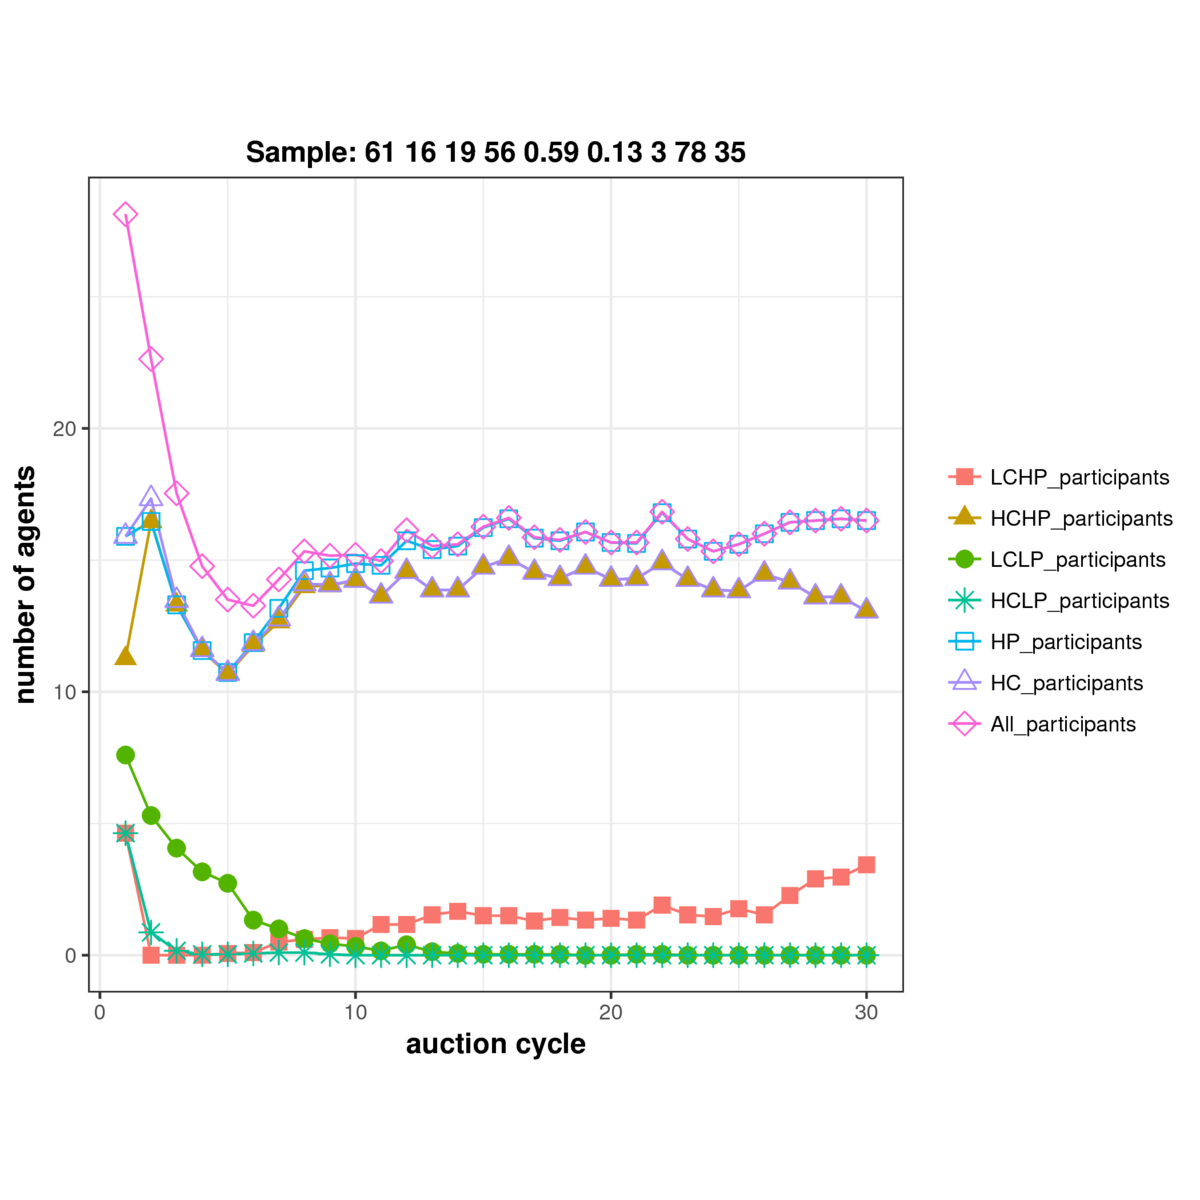 Sample: 61 16 19 56 0.59 0.13 3 78 35
number of agents
20
10
0
0 10 20 30
auction cycle
LCHP_participants
HCHP_participants
LCLP_participants
HCLP_participants
HP_participants
HC_participants
All_participants